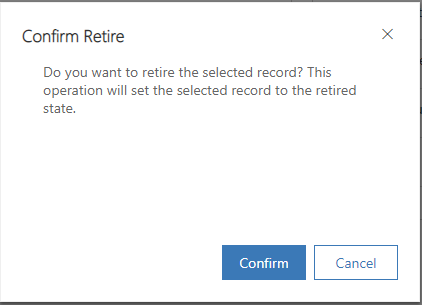 Confirm Retire
Do you want to retire the selected record? This
operation will set the selected record to the retired
state.
Confirm
Cancel